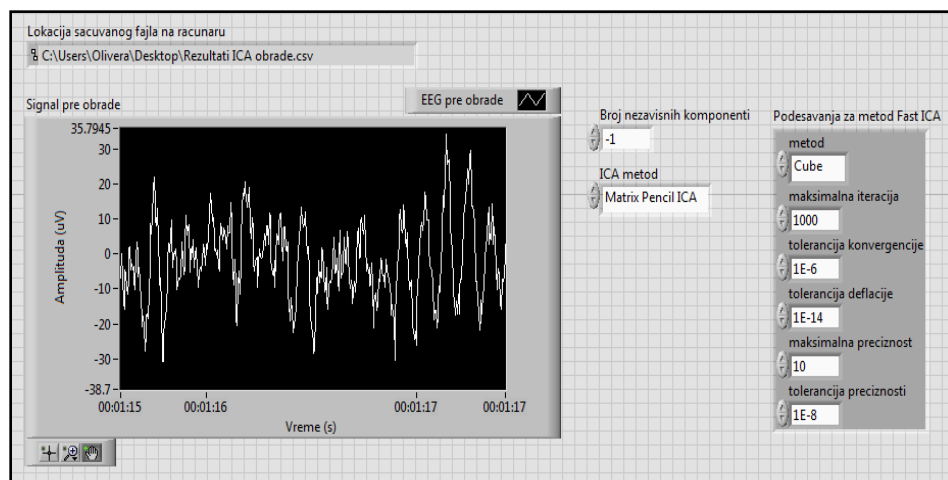 Lokacija sacuvanog fajla na racunaru
C:\Users\Olivera\Desktop\Rezultati ICA obrade.csv
Signal pre obrade
EEG pre obrade
Amplituda (uV)
35.7945
30
20
10
0
-10
-20
-30
-38.7
00:01:15
00:01:16
00:01:17
00:01:17
Vreme (s)
Broj nezavisnih komponenti
-1
ICA metod
Matrix Pencil ICA
Podesavanja za metod Fast ICA
metod
Cube
maksimalna iteracija
1000
tolerancija konvergencije
1E-6
tolerancija deflacije
1E-14
maksimalna preciznost
10
tolerancija preciznosti
1E-8